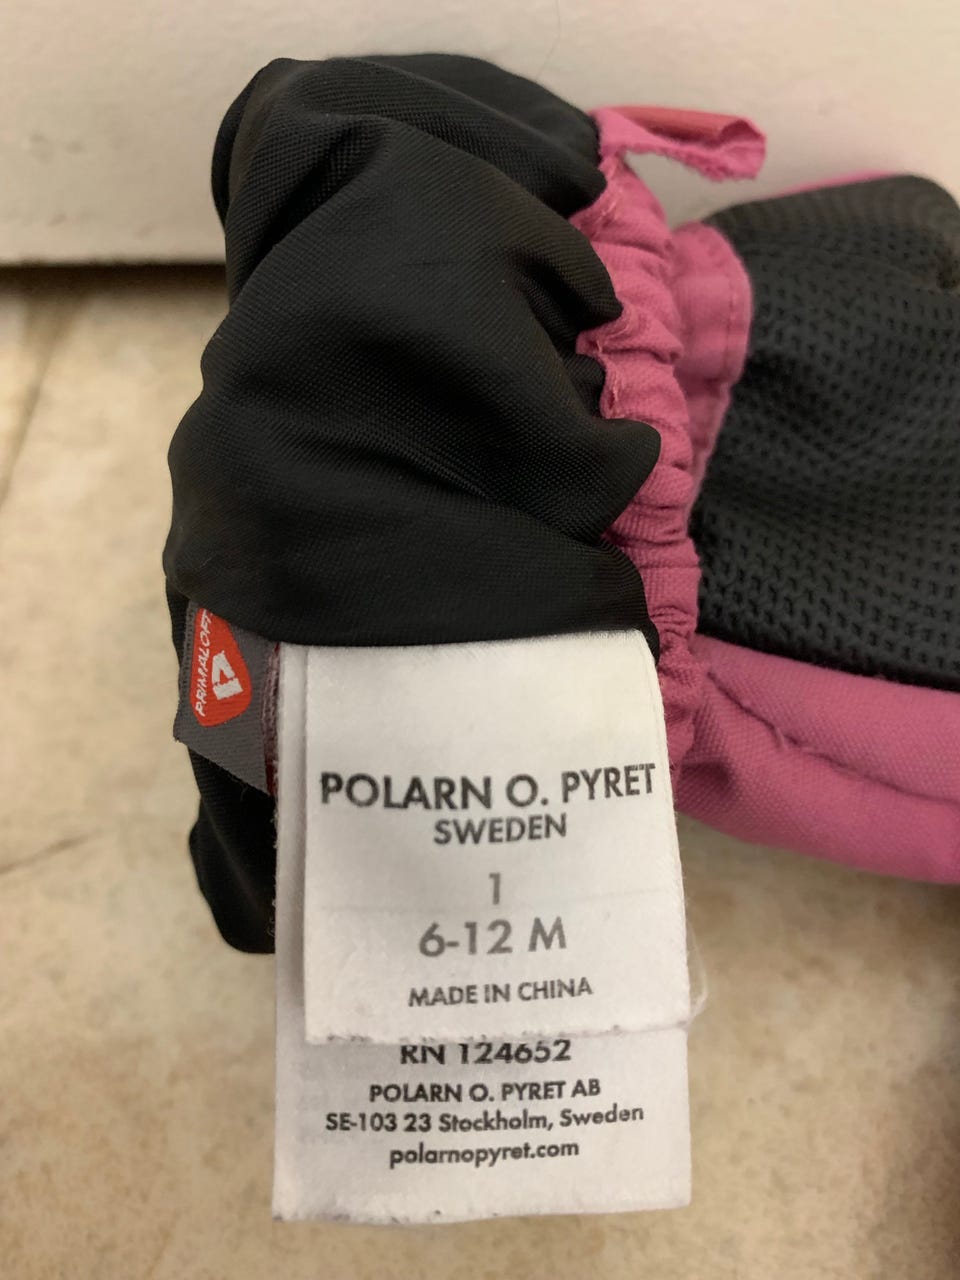 PRIMALOFT
POLARN O. PYRET
SWEDEN
1
6-12 M
MADE IN CHINA
RN 124652
POLARN O. PYRET AB
SE-103 23 Stockholm, Sweden
polarnopyret.com